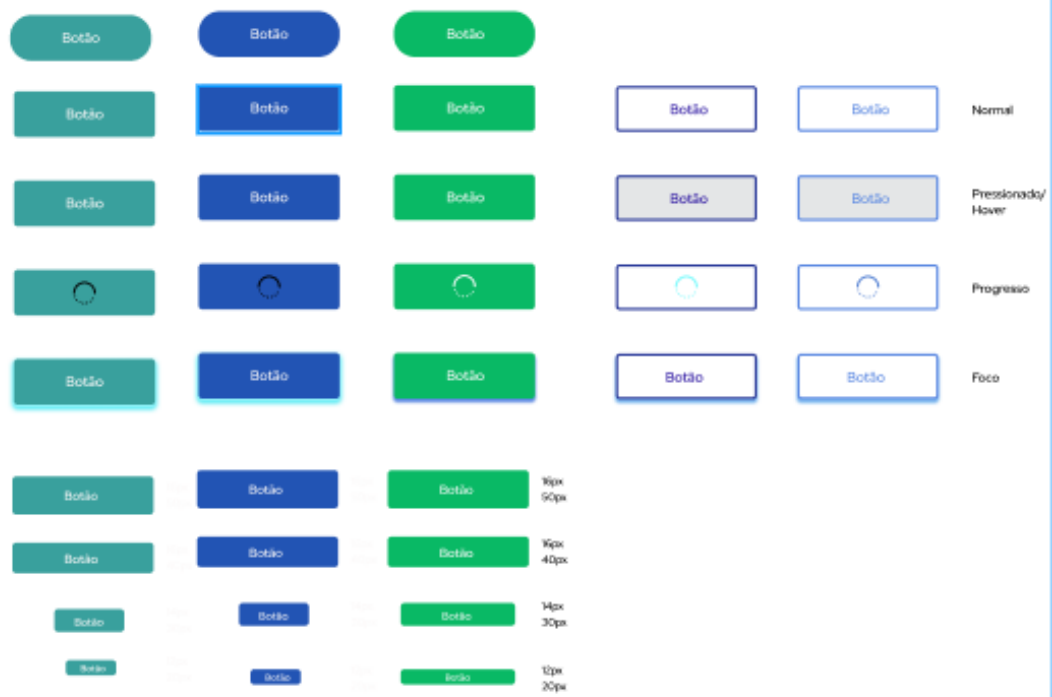 Botão Botão Botão
Botão Botão Botão Botão Botão Normal
Botão Botão Botão Botão Botão Pressionado/
Hover
Progresso
Botão Botão Botão Botão Botão Foco
Botão Botão Botão 16px
50px
Botão Botão Botão 16px
40px
Botão Botão Botão 14px
30px
Botão Botão Botão 12px
20px